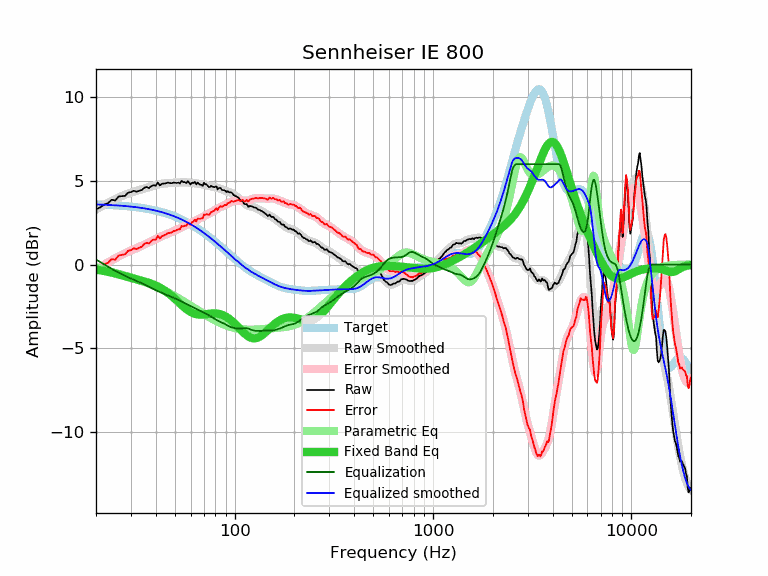 Sennheiser IE 800
Amplitude (dBr)
10
5
0
−5
−10
Target
Raw Smoothed
Error Smoothed
Raw
Error
Parametric Eq
Fixed Band Eq
Equalization
Equalized smoothed
100 1000 10000
Frequency (Hz)